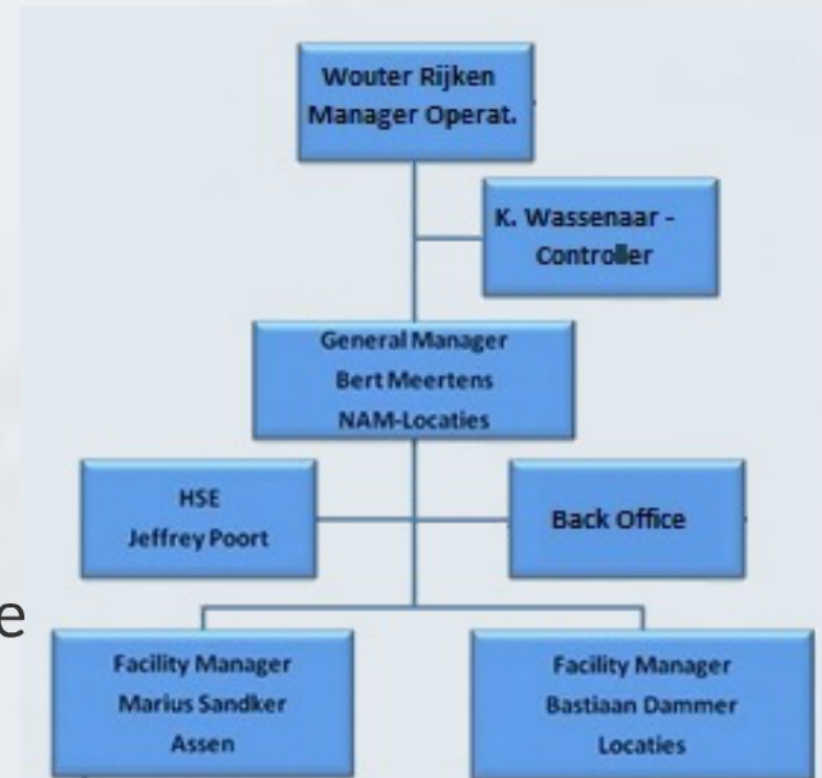 Wouter Rijken
Manager Operat.
K. Wassenaar -
Controller
General Manager
Bert Meertens
NAM-Locaties
HSE
Jeffrey Poort
Back Office
e
Facility Manager
Marius Sandker
Assen
Facility Manager
Bastiaan Dammer
Locaties